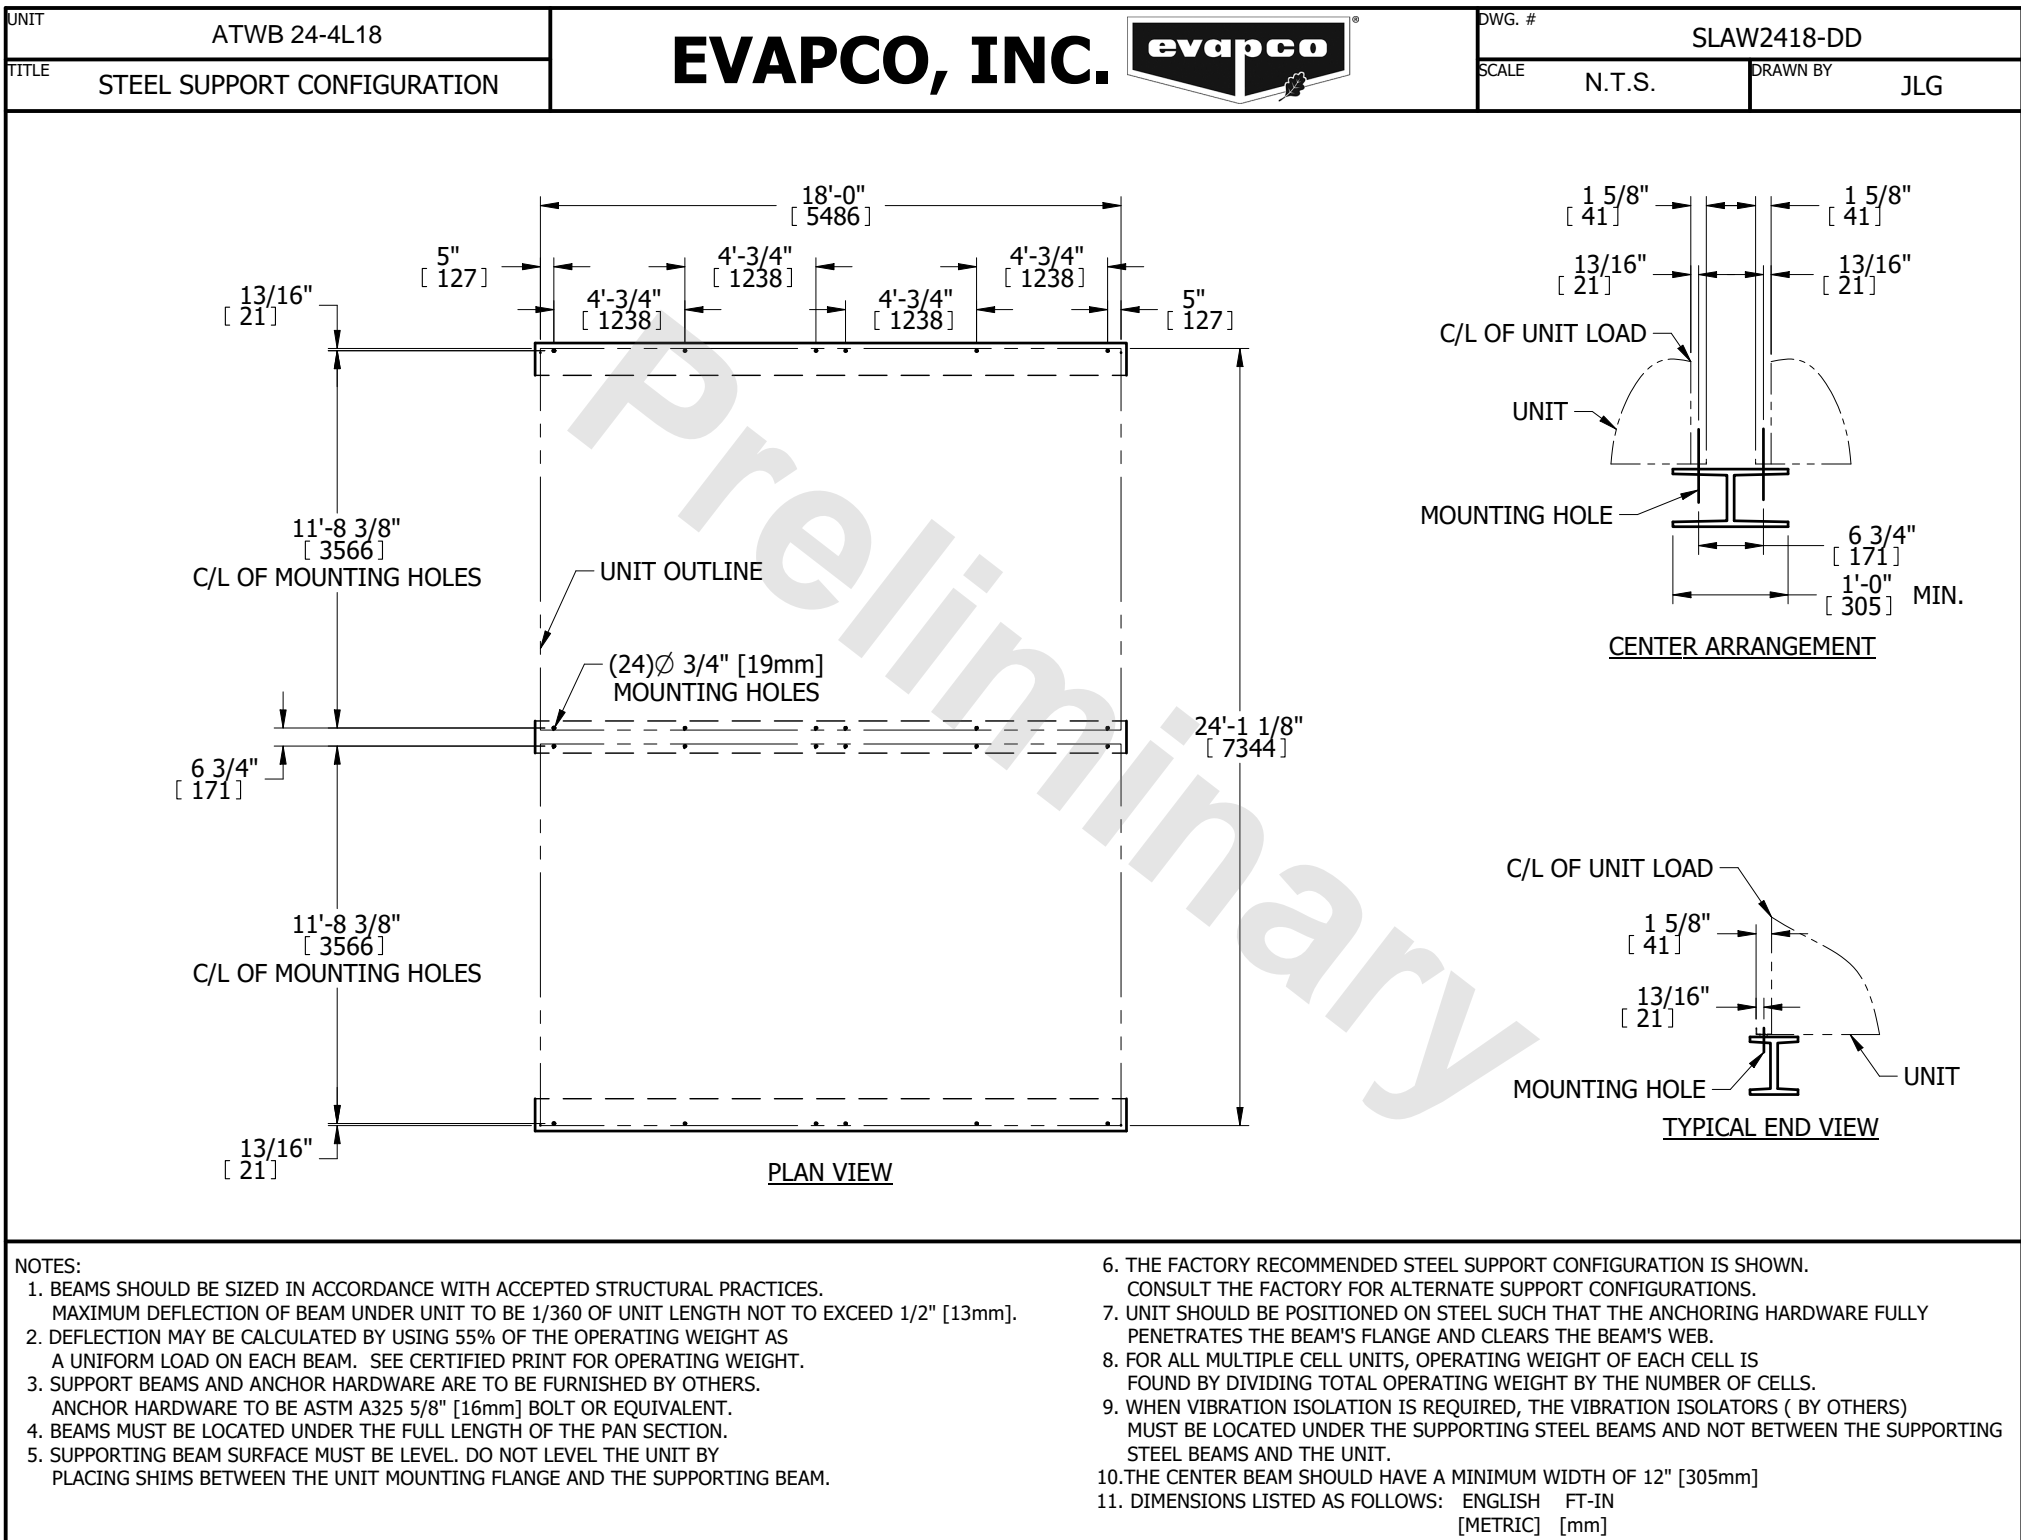 UNIT
ATWB 24-4L18
TITLE
STEEL SUPPORT CONFIGURATION
EVAPCO, INC.
evapco
®
DWG. #
SLAW2418-DD
SCALE
N.T.S.
DRAWN BY
JLG
18'-0"
[ 5486 ]
5"
[ 127 ]
4'-3/4"
[ 1238 ]
4'-3/4"
[ 1238 ]
13/16"
[ 21 ]
4'-3/4"
[ 1238 ]
4'-3/4"
[ 1238 ]
5"
[ 127 ]
11'-8 3/8"
[ 3566 ]
C/L OF MOUNTING HOLES
UNIT OUTLINE
(24)∅ 3/4" [19mm]
MOUNTING HOLES
24'-1 1/8"
[ 7344 ]
6 3/4"
[ 171 ]
11'-8 3/8"
[ 3566 ]
C/L OF MOUNTING HOLES
13/16"
[ 21 ]
PLAN VIEW
Preliminary
1 5/8"
[ 41 ]
1 5/8"
[ 41 ]
13/16"
[ 21 ]
13/16"
[ 21 ]
C/L OF UNIT LOAD
UNIT
MOUNTING HOLE
6 3/4"
[ 171 ]
1'-0"
[ 305 ]
MIN.
CENTER ARRANGEMENT
C/L OF UNIT LOAD
1 5/8"
[ 41 ]
13/16"
[ 21 ]
MOUNTING HOLE
UNIT
TYPICAL END VIEW
NOTES:
1. BEAMS SHOULD BE SIZED IN ACCORDANCE WITH ACCEPTED STRUCTURAL PRACTICES.
MAXIMUM DEFLECTION OF BEAM UNDER UNIT TO BE 1/360 OF UNIT LENGTH NOT TO EXCEED 1/2" [13mm].
2. DEFLECTION MAY BE CALCULATED BY USING 55% OF THE OPERATING WEIGHT AS
A UNIFORM LOAD ON EACH BEAM. SEE CERTIFIED PRINT FOR OPERATING WEIGHT.
3. SUPPORT BEAMS AND ANCHOR HARDWARE ARE TO BE FURNISHED BY OTHERS.
ANCHOR HARDWARE TO BE ASTM A325 5/8" [16mm] BOLT OR EQUIVALENT.
4. BEAMS MUST BE LOCATED UNDER THE FULL LENGTH OF THE PAN SECTION.
5. SUPPORTING BEAM SURFACE MUST BE LEVEL. DO NOT LEVEL THE UNIT BY
PLACING SHIMS BETWEEN THE UNIT MOUNTING FLANGE AND THE SUPPORTING BEAM.
6. THE FACTORY RECOMMENDED STEEL SUPPORT CONFIGURATION IS SHOWN.
CONSULT THE FACTORY FOR ALTERNATE SUPPORT CONFIGURATIONS.
7. UNIT SHOULD BE POSITIONED ON STEEL SUCH THAT THE ANCHORING HARDWARE FULLY
PENETRATES THE BEAM'S FLANGE AND CLEARS THE BEAM'S WEB.
8. FOR ALL MULTIPLE CELL UNITS, OPERATING WEIGHT OF EACH CELL IS
FOUND BY DIVIDING TOTAL OPERATING WEIGHT BY THE NUMBER OF CELLS.
9. WHEN VIBRATION ISOLATION IS REQUIRED, THE VIBRATION ISOLATORS ( BY OTHERS)
MUST BE LOCATED UNDER THE SUPPORTING STEEL BEAMS AND NOT BETWEEN THE SUPPORTING
STEEL BEAMS AND THE UNIT.
10.THE CENTER BEAM SHOULD HAVE A MINIMUM WIDTH OF 12" [305mm]
11. DIMENSIONS LISTED AS FOLLOWS: ENGLISH FT-IN
[METRIC] [mm]